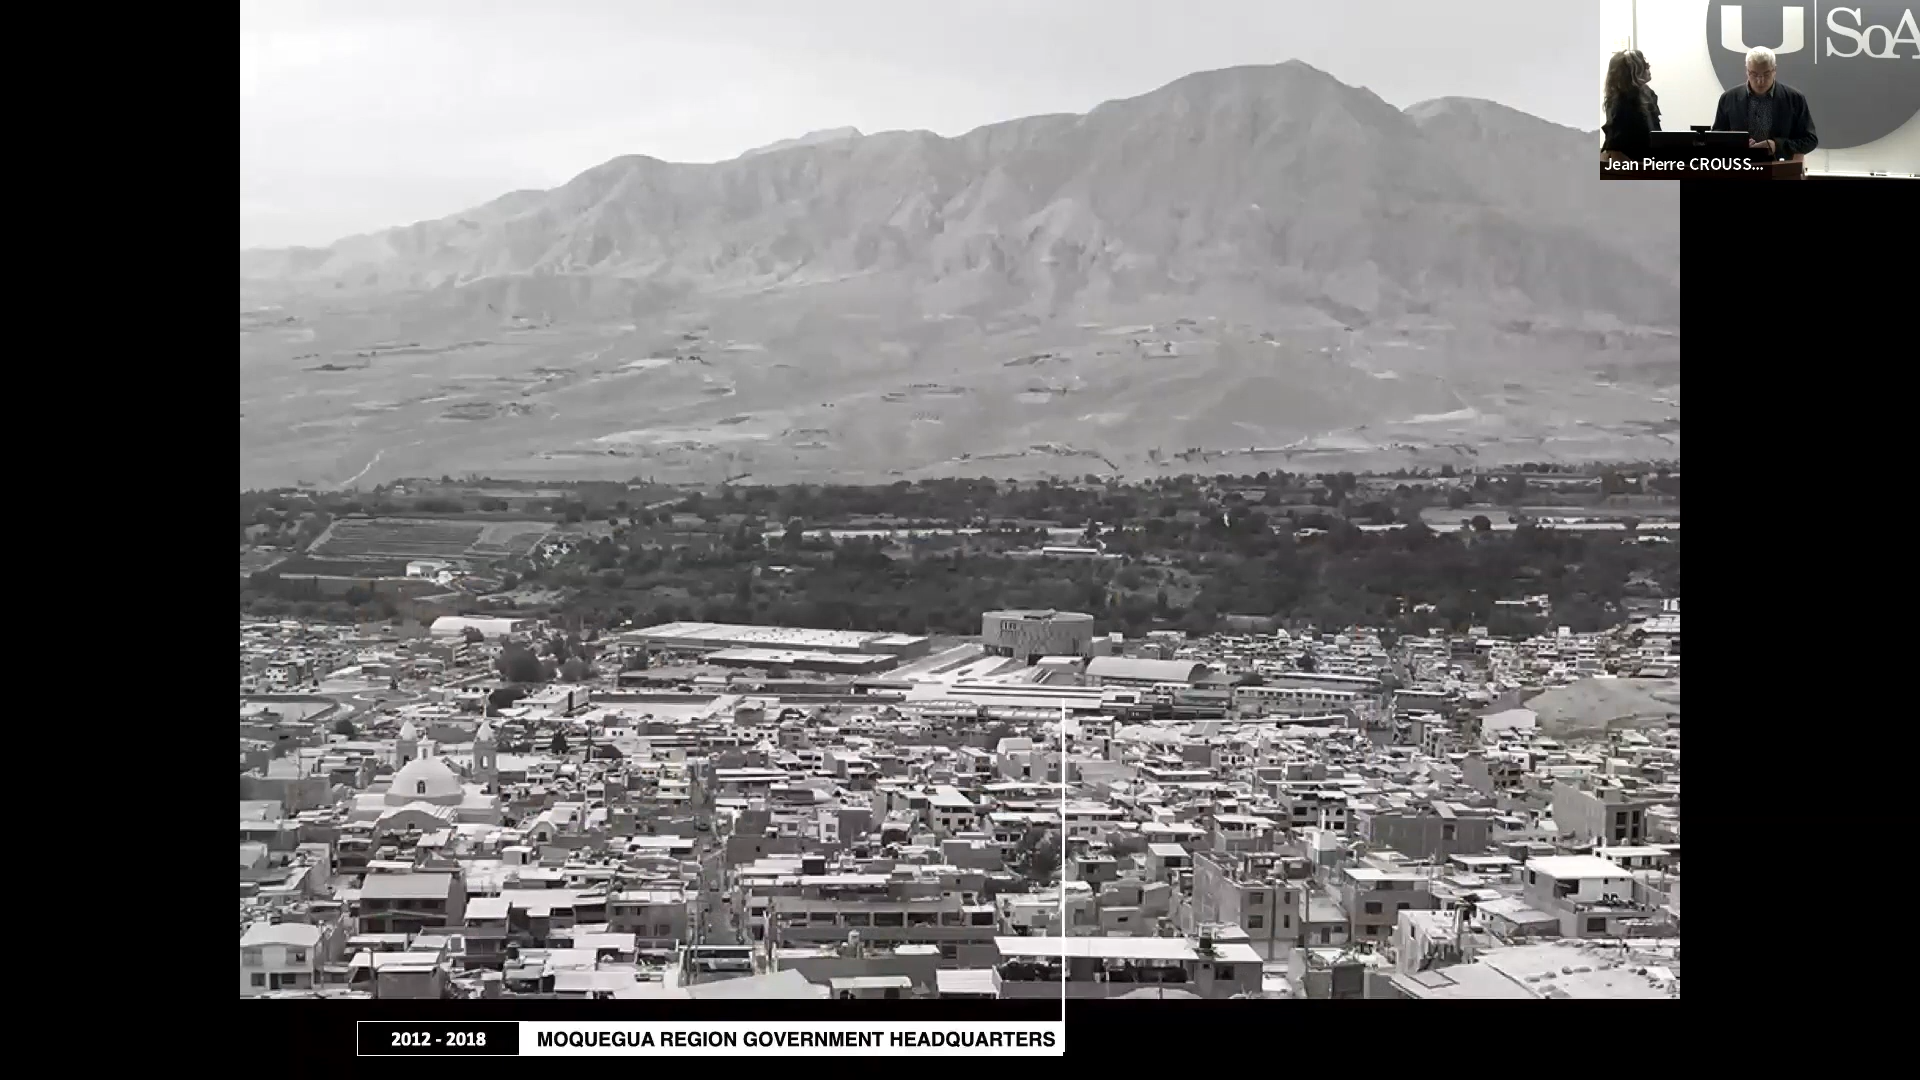 U SoA
Jean Pierre CROUSS...
2012 - 2018
MOQUEGUA REGION GOVERNMENT HEADQUARTERS